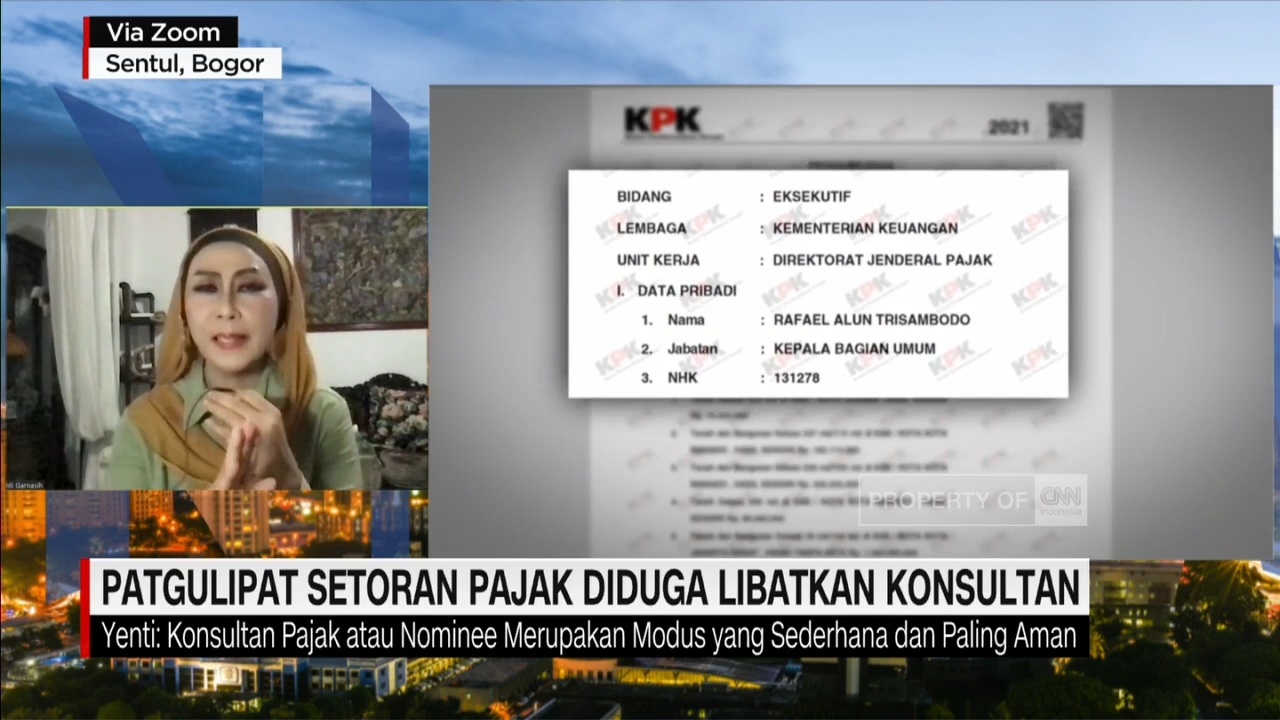 Via Zoom
Sentul, Bogor
KPK
2021
BIDANG : EKSEKUTIF
LEMBAGA : KEMENTERIAN KEUANGAN
UNIT KERJA : DIREKTORAT JENDERAL PAJAK
I. DATA PRIBADI
1. Nama : RAFAEL ALUN TRISAMBODO
2. Jabatan : KEPALA BAGIAN UMUM
3. NHK : 131278
Garnasih
PROPERTY OF CNN Indonesia
PATGULIPAT SETORAN PAJAK DIDUGA LIBATKAN KONSULTAN
Yenti: Konsultan Pajak atau Nominee Merupakan Modus yang Sederhana dan Paling Aman